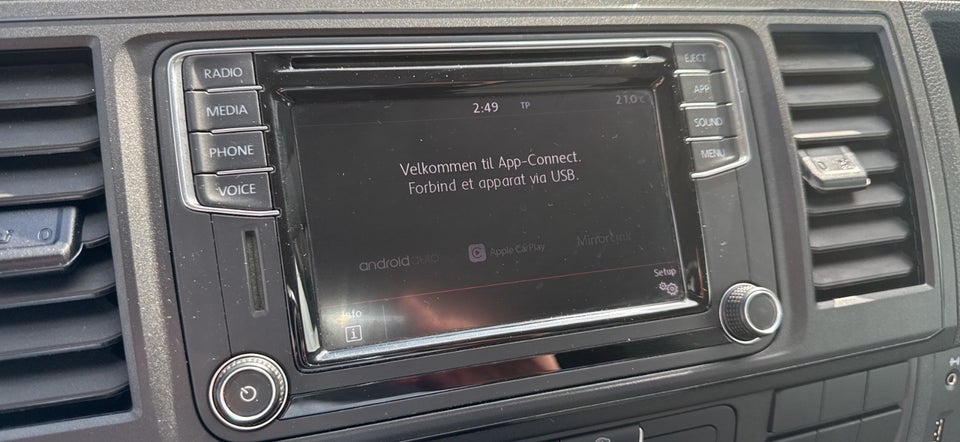 RADIO
MEDIA
PHONE
VOICE
EJECT
APP
SOUND
MENU
2:49 TP 21.0°C
Velkommen til App-Connect.
Forbind et apparat via USB.
androidauto Apple CarPlay MirrorLink
Setup
Info
i